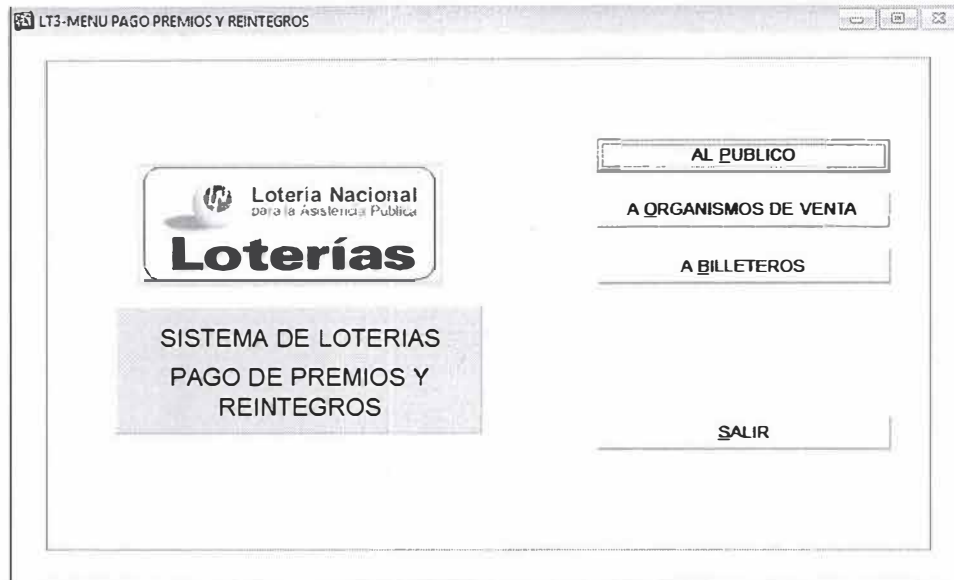 LT3-MENU PAGO PREMIOS Y REINTEGROS
Lotería Nacional
para la Asistencia Publica
Loterías
SISTEMA DE LOTERIAS
PAGO DE PREMIOS Y
REINTEGROS
AL PUBLICO
A ORGANISMOS DE VENTA
A BILLETEROS
SALIR